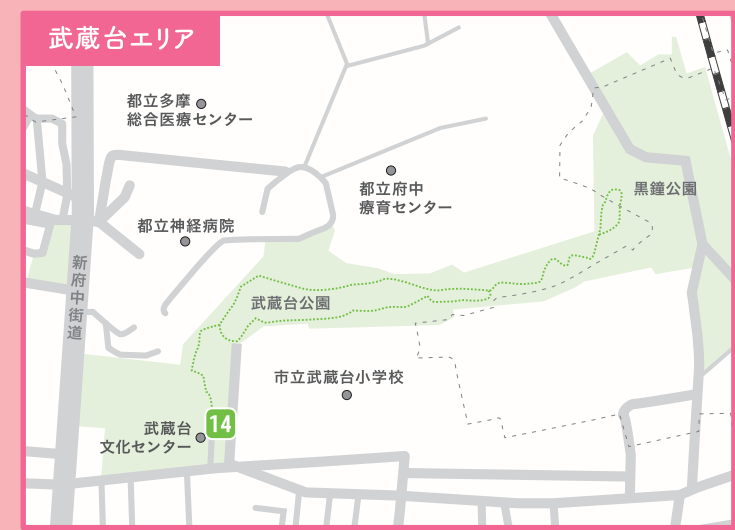 武蔵台エリア
都立多摩
総合医療センター
都立府中
療育センター
黒鐘公園
都立神経病院
新府中街道
武蔵台公園
市立武蔵台小学校
14
武蔵台
文化センター